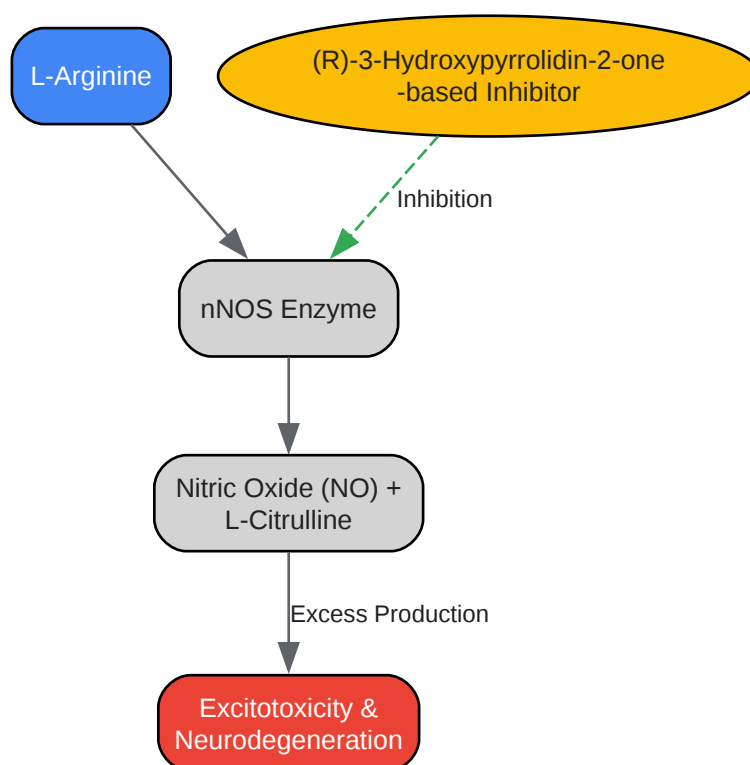 L-Arginine
(R)-3-Hydroxypyrrolidin-2-one
-based Inhibitor
Inhibition
nNOS Enzyme
Nitric Oxide (NO) +
L-Citrulline
Excess Production
Excitotoxicity &
Neurodegeneration